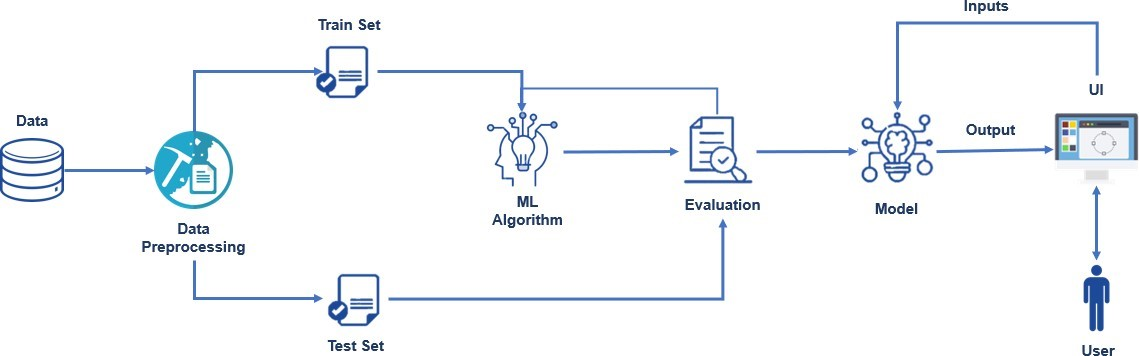 Inputs
Train Set
UI
Data
Output
ML
Algorithm
Evaluation
Model
Data
Preprocessing
Test Set
User